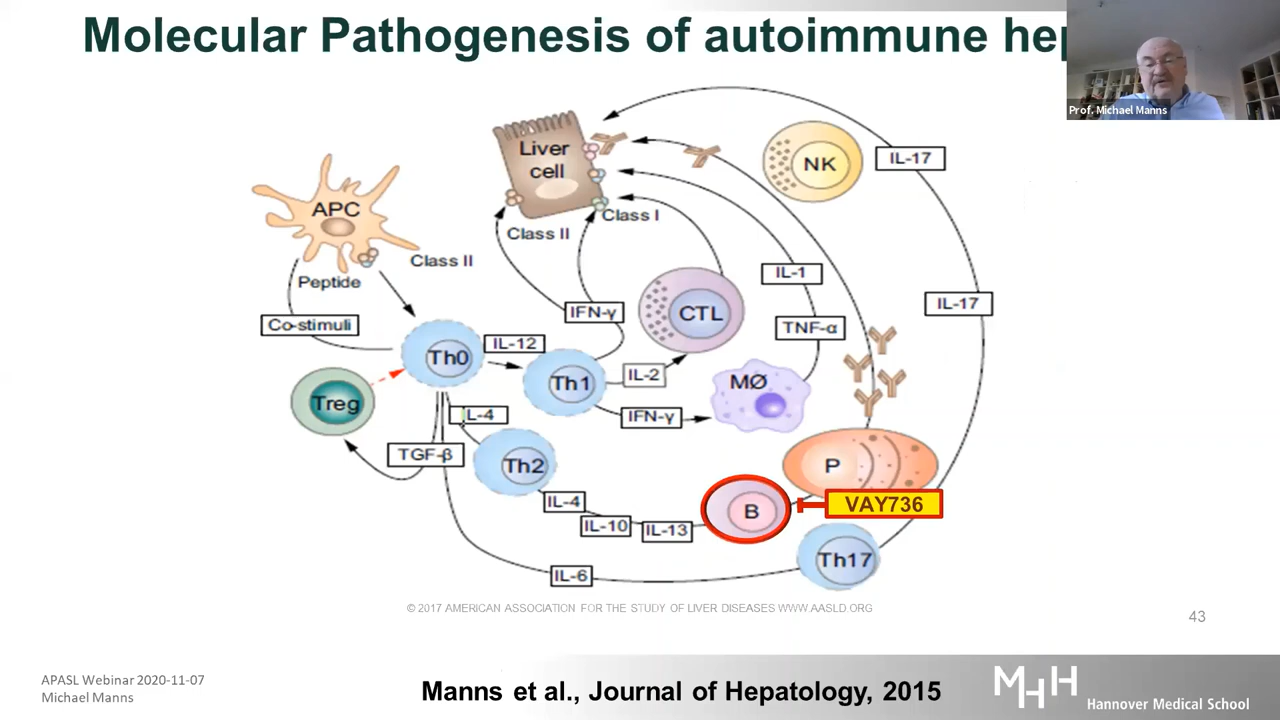 Molecular Pathogenesis of autoimmune hep
Prof. Michael Manns
Liver
cell
NK
IL-17
APC
Class I
Class II
Class II
Peptide
IL-1
IL-17
Co-stimuli
IFN-γ
CTL
TNF-α
Th0
IL-12
Th1
IL-2
MØ
Treg
IL-4
IFN-γ
TGF-β
Th2
P
IL-4
IL-10
IL-13
B
VAY736
Th17
IL-6
© 2017 AMERICAN ASSOCIATION FOR THE STUDY OF LIVER DISEASES WWW.AASLD.ORG
43
APASL Webinar 2020-11-07
Michael Manns
Manns et al., Journal of Hepatology, 2015
MHH
Hannover Medical School